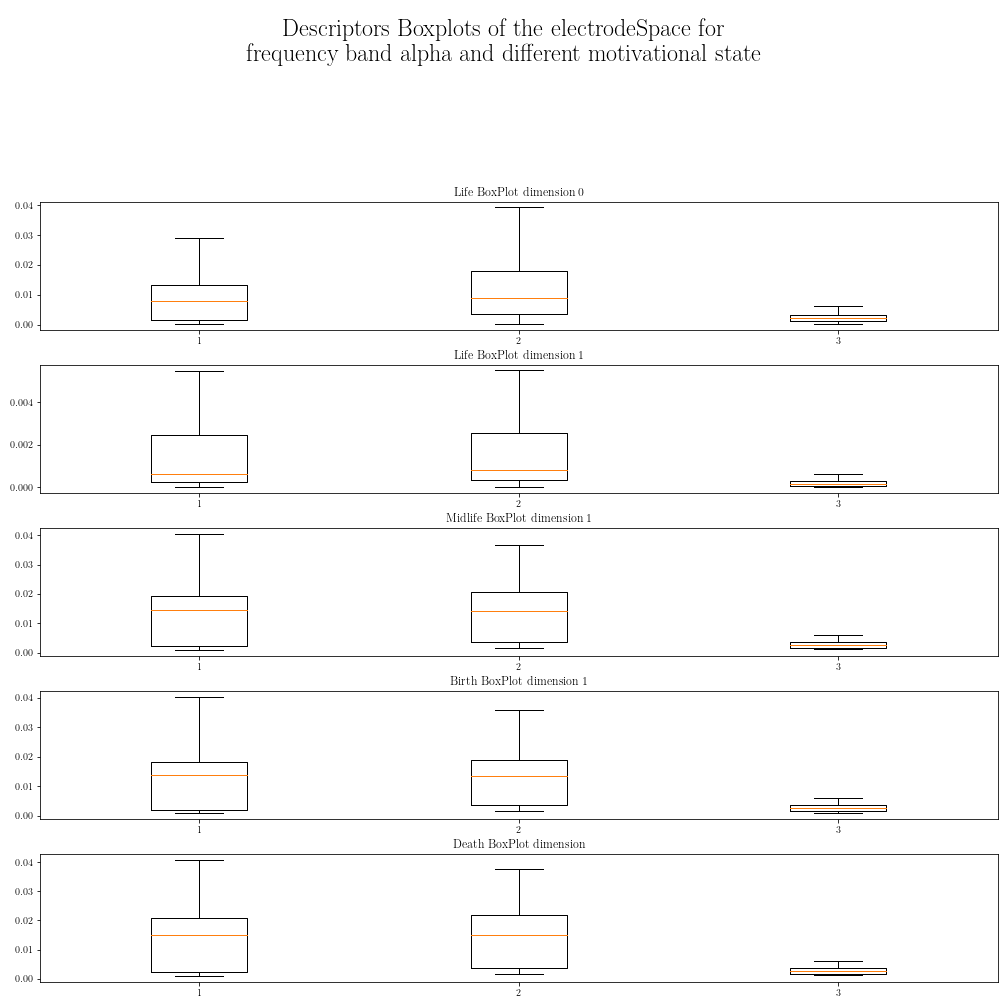 Descriptors Boxplots of the electrodeSpace for
frequency band alpha and different motivational state
Life BoxPlot dimension 0
0.04
0.03
0.02
0.01
0.00
1 2 3
Life BoxPlot dimension 1
0.004
0.002
0.000
1 2 3
Midlife BoxPlot dimension 1
0.04
0.03
0.02
0.01
0.00
1 2 3
Birth BoxPlot dimension 1
0.04
0.03
0.02
0.01
0.00
1 2 3
Death BoxPlot dimension
0.04
0.03
0.02
0.01
0.00
1 2 3